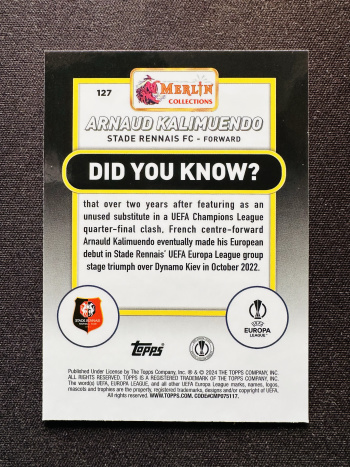 127
MERLIN
COLLECTIONS
ARNAUD KALIMUENDO
STADE RENNAIS FC - FORWARD
DID YOU KNOW?
that over two years after featuring as an
unused substitute in a UEFA Champions League
quarter-final clash, French centre-forward
Arnauld Kalimuendo eventually made his European
debut in Stade Rennais' UEFA Europa League group
stage triumph over Dynamo Kiev in October 2022.
STADE RENNAIS
topps
UEFA
EUROPA
LEAGUE
Published Under License by The Topps Company, Inc. ® & © 2024 THE TOPPS COMPANY, INC.
ALL RIGHTS RESERVED. TOPPS IS A REGISTERED TRADEMARK OF THE TOPPS COMPANY, INC.
The word(s) UEFA, EUROPA LEAGUE, and all other UEFA Europa League marks, names, logos,
mascots and trophies are the property, registered trademarks, designs and/or copyrights of UEFA.
All rights reserved. WWW.TOPPS.COM. CODE#CMP075117.